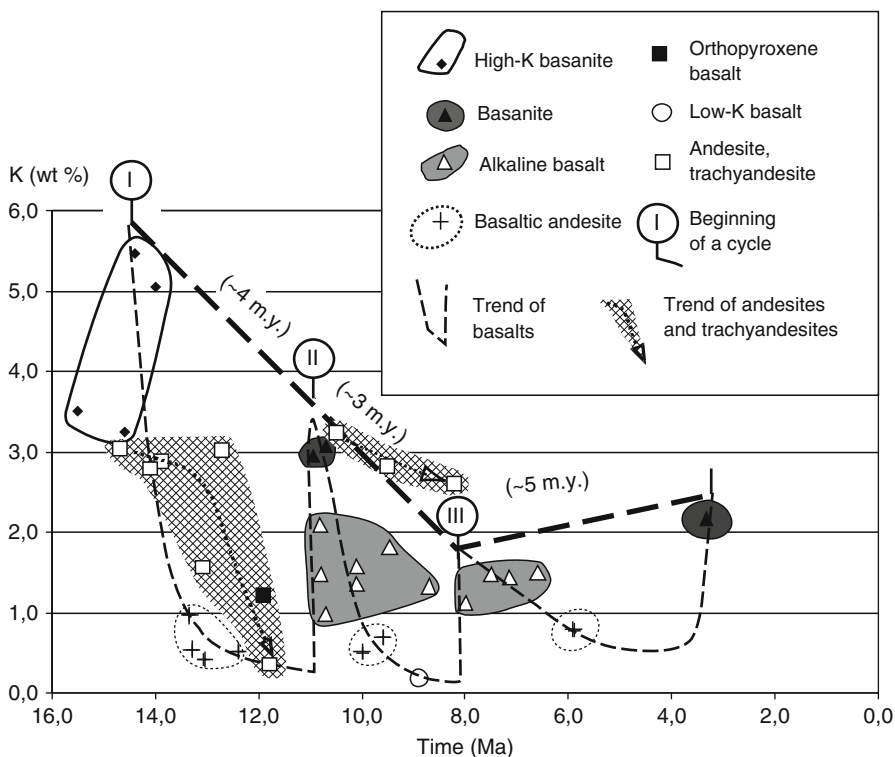 High-K basanite
Orthopyroxene
basalt
Basanite
Low-K basalt
Alkaline basalt
Andesite,
trachyandesite
Basaltic andesite
I
Beginning
of a cycle
Trend of
basalts
Trend of andesites
and trachyandesites
K (wt %)
I
6,0
5,0
(~4 m.y.)
II
4,0
(~3 m.y.)
3,0
(~5 m.y.)
III
2,0
1,0
0,0
16,0 14,0 12,0 10,0 8,0 6,0 4,0 2,0 0,0
Time (Ma)